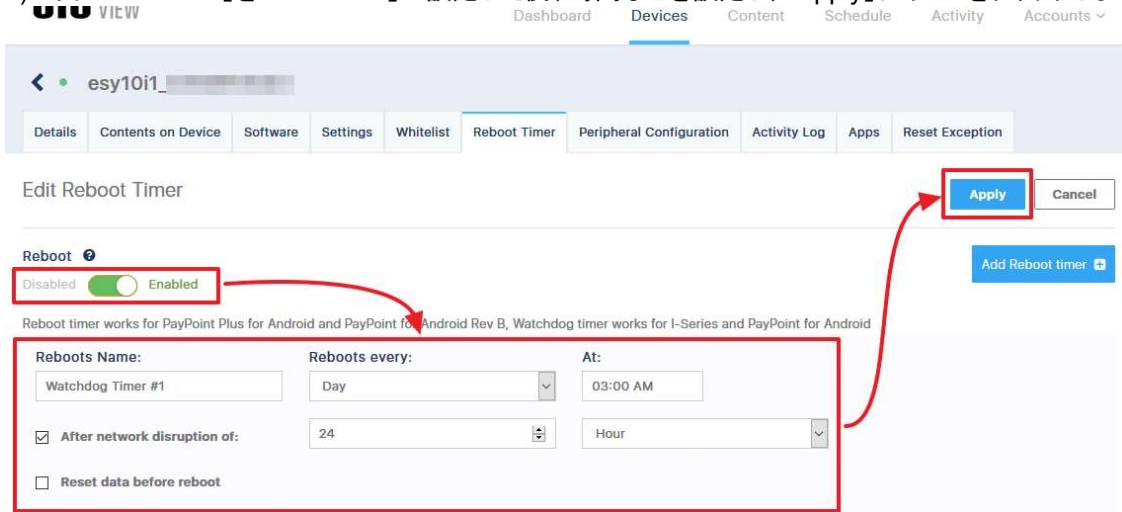 VIEW
Dashboard Devices Content Schedule Activity Accounts
esy10i1_
Details Contents on Device Software Settings Whitelist Reboot Timer Peripheral Configuration Activity Log Apps Reset Exception
Edit Reboot Timer
Apply Cancel
Reboot
Add Reboot timer
Disabled Enabled
Reboot timer works for PayPoint Plus for Android and PayPoint for Android Rev B, Watchdog timer works for I-Series and PayPoint for Android
Reboots Name: Reboots every: At:
Watchdog Timer #1 Day 03:00 AM
After network disruption of: 24 Hour
Reset data before reboot